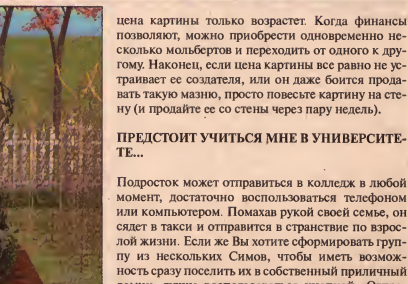 цена картины только возрастет. Когда финансы
позволяют, можно приобрести одновременно не-
сколько мольбертов и переходить от одного к дру-
гому. Наконец, если цена картины все равно не ус-
траивает ее создателя, или он даже боится прода-
вать такую мазню, просто повесьте картину на сте-
ну (и продайте ее со стены через пару недель).
ПРЕДСТОИТ УЧИТЬСЯ МНЕ В УНИВЕРСИТЕ-
ТЕ...
Подросток может отправиться в колледж в любой
момент, достаточно воспользоваться телефоном
или компьютером. Помахав рукой своей семье, он
сядет в такси и отправится в странствие по взрос-
лой жизни. Если же Вы хотите сформировать груп-
пу из нескольких Симов, чтобы иметь возмож-
ность сразу поселить их в собственный приличный